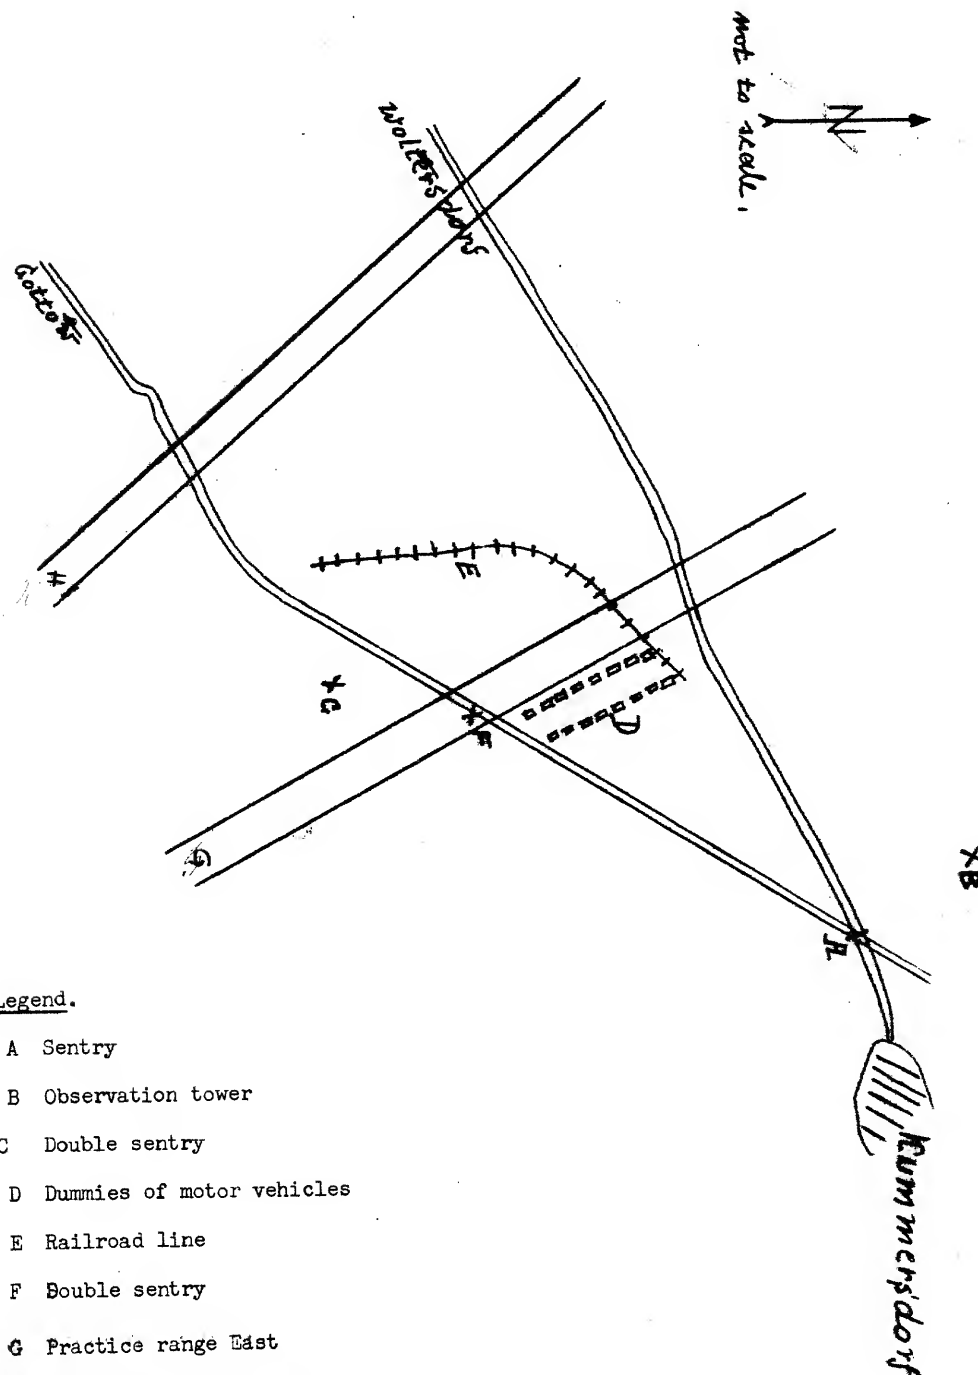 not to scale.
N
Woltersdorf
Gottow
H
E
G
D
F
G
B
A
Kummersdorf
Legend.
A Sentry
B Observation tower
C Double sentry
D Dummies of motor vehicles
E Railroad line
F Double sentry
G Practice range East